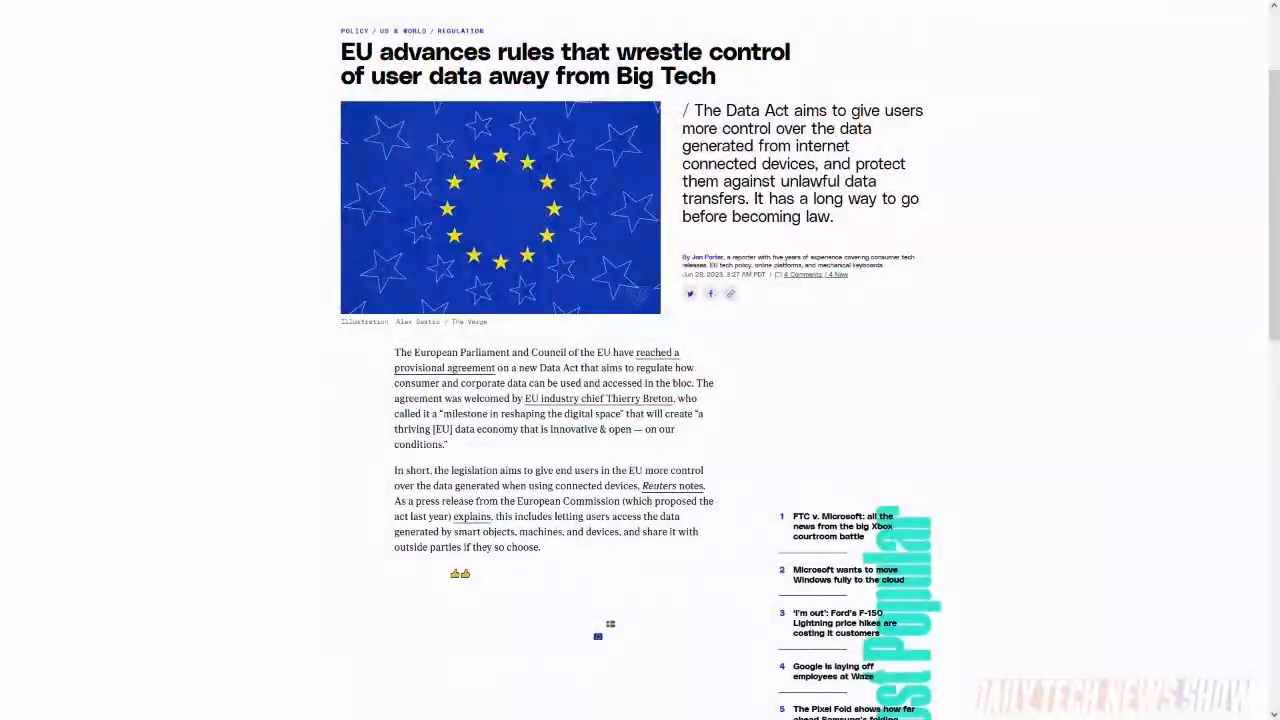 POLICY / US & WORLD / REGULATION
EU advances rules that wrestle control
of user data away from Big Tech
/ The Data Act aims to give users
more control over the data
generated from internet
connected devices, and protect
them against unlawful data
transfers. It has a long way to go
before becoming law.
By Jon Porter, a reporter with five years of experience covering consumer tech
releases, EU tech policy, online platforms, and mechanical keyboards.
Jun 28, 2023, 3:27 AM PDT | 4 Comments / 4 New
Illustration: Alex Castro / The Verge
The European Parliament and Council of the EU have reached a
provisional agreement on a new Data Act that aims to regulate how
consumer and corporate data can be used and accessed in the bloc. The
agreement was welcomed by EU industry chief Thierry Breton, who
called it a “milestone in reshaping the digital space” that will create “a
thriving [EU] data economy that is innovative & open — on our
conditions.”
In short, the legislation aims to give end users in the EU more control
over the data generated when using connected devices, Reuters notes.
As a press release from the European Commission (which proposed the
act last year) explains, this includes letting users access the data
generated by smart objects, machines, and devices, and share it with
outside parties if they so choose.
1 FTC v. Microsoft: all the
news from the big Xbox
courtroom battle
2 Microsoft wants to move
Windows fully to the cloud
3 ‘I’m out’: Ford’s F-150
Lightning price hikes are
costing it customers
4 Google is laying off
employees at Waze
5 The Pixel Fold shows how far
ahead Samsung's folding
st Popular
DAILY TECH NEWS SHOW